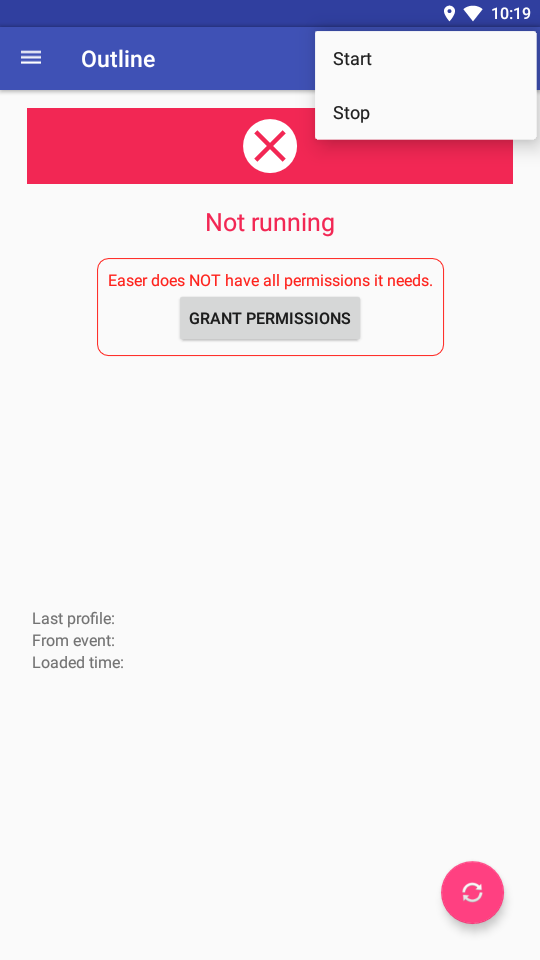 10:19
Outline
Start
Stop
Not running
Easer does NOT have all permissions it needs.
GRANT PERMISSIONS
Last profile:
From event:
Loaded time: